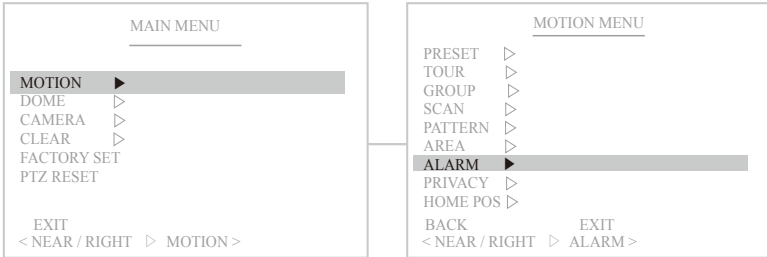 MAIN MENU
MOTION ▶
DOME ▷
CAMERA ▷
CLEAR ▷
FACTORY SET
PTZ RESET
EXIT
< NEAR / RIGHT ▷ MOTION >
MOTION MENU
PRESET ▷
TOUR ▷
GROUP ▷
SCAN ▷
PATTERN ▷
AREA ▷
ALARM ▶
PRIVACY ▷
HOME POS ▷
BACK EXIT
< NEAR / RIGHT ▷ ALARM >